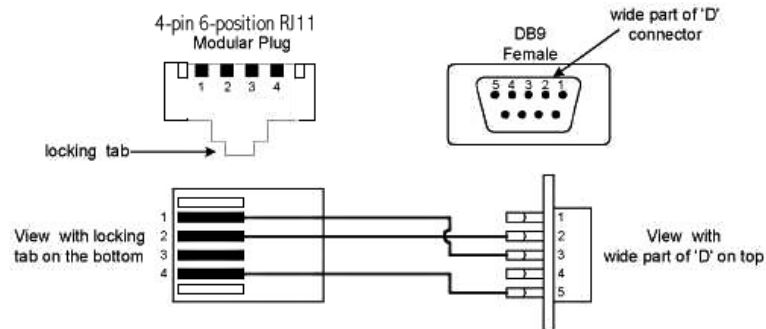 4-pin 6-position RJ11
Modular Plug
1 2 3 4
locking tab
wide part of 'D'
connector
DB9
Female
5 4 3 2 1
View with locking
tab on the bottom
1
2
3
4
1
2
3
4
5
View with
wide part of 'D' on top